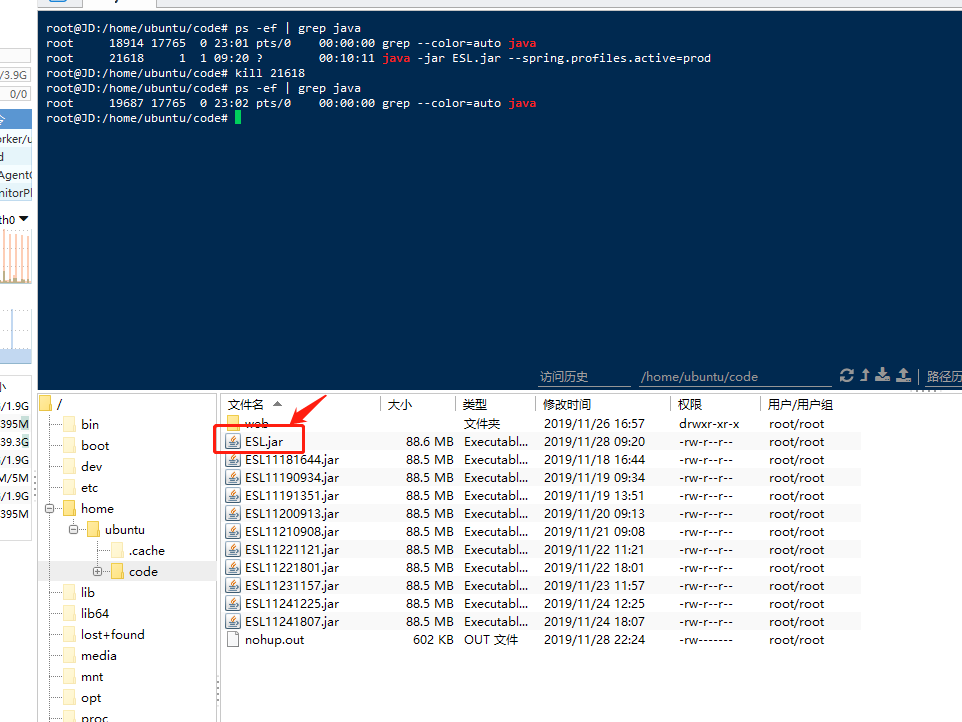 root@JD:/home/ubuntu/code# ps -ef | grep java
root 18914 17765 0 23:01 pts/0 00:00:00 grep --color=auto java
root 21618 1 1 09:20 ? 00:10:11 java -jar ESL.jar --spring.profiles.active=prod
root@JD:/home/ubuntu/code# kill 21618
root@JD:/home/ubuntu/code# ps -ef | grep java
root 19687 17765 0 23:02 pts/0 00:00:00 grep --color=auto java
root@JD:/home/ubuntu/code#
/3.9G
0/0
令
orker/u
d
AgentC
nitorPl
th0
小
/1.9G
395M
39.3G
/1.9G
M/5M
/1.9G
395M
访问历史 /home/ubuntu/code 路径历
/
bin
boot
dev
etc
home
ubuntu
.cache
code
lib
lib64
lost+found
media
mnt
opt
proc
文件名 大小 类型 修改时间 权限 用户/用户组
web 文件夹 2019/11/26 16:57 drwxr-xr-x root/root
ESL.jar 88.6 MB Executabl... 2019/11/28 09:20 -rw-r--r-- root/root
ESL11181644.jar 88.5 MB Executabl... 2019/11/18 16:44 -rw-r--r-- root/root
ESL11190934.jar 88.5 MB Executabl... 2019/11/19 09:34 -rw-r--r-- root/root
ESL11191351.jar 88.5 MB Executabl... 2019/11/19 13:51 -rw-r--r-- root/root
ESL11200913.jar 88.5 MB Executabl... 2019/11/20 09:13 -rw-r--r-- root/root
ESL11210908.jar 88.5 MB Executabl... 2019/11/21 09:08 -rw-r--r-- root/root
ESL11221121.jar 88.5 MB Executabl... 2019/11/22 11:21 -rw-r--r-- root/root
ESL11221801.jar 88.5 MB Executabl... 2019/11/22 18:01 -rw-r--r-- root/root
ESL11231157.jar 88.5 MB Executabl... 2019/11/23 11:57 -rw-r--r-- root/root
ESL11241225.jar 88.5 MB Executabl... 2019/11/24 12:25 -rw-r--r-- root/root
ESL11241807.jar 88.5 MB Executabl... 2019/11/24 18:07 -rw-r--r-- root/root
nohup.out 602 KB OUT 文件 2019/11/28 22:24 -rw------- root/root